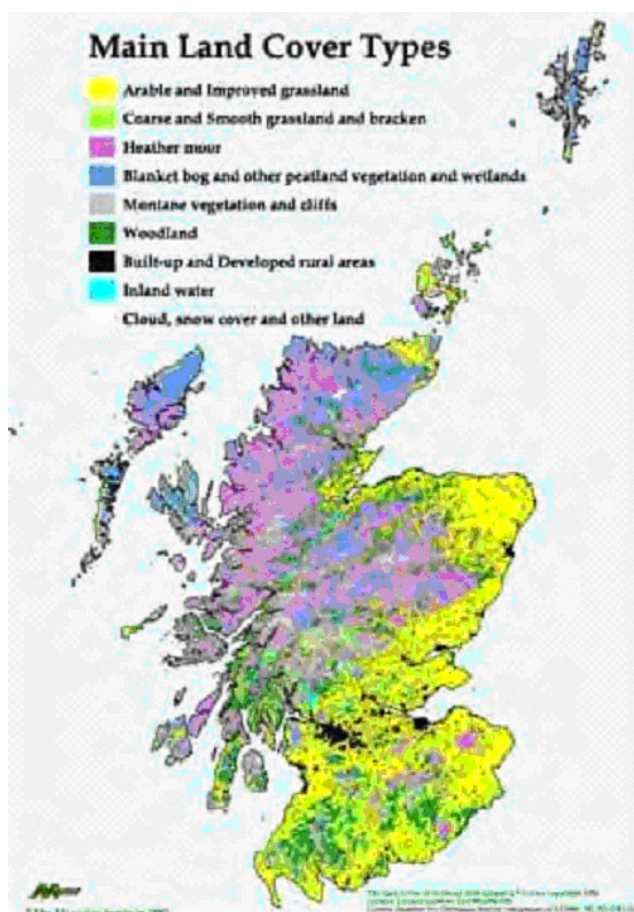 Main Land Cover Types
Arable and Improved grassland
Coarse and Smooth grassland and bracken
Heather moor
Blanket bog and other peatland vegetation and wetlands
Montane vegetation and cliffs
Woodland
Built-up and Developed rural areas
Inland water
Cloud, snow cover and other land